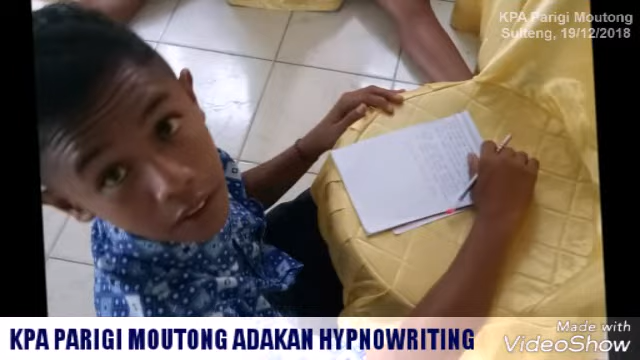 KPA Parigi Moutong
Sulteng, 19/12/2018
KPA PARIGI MOUTONG ADAKAN HYPNOWRITING
Made with
VideoShow